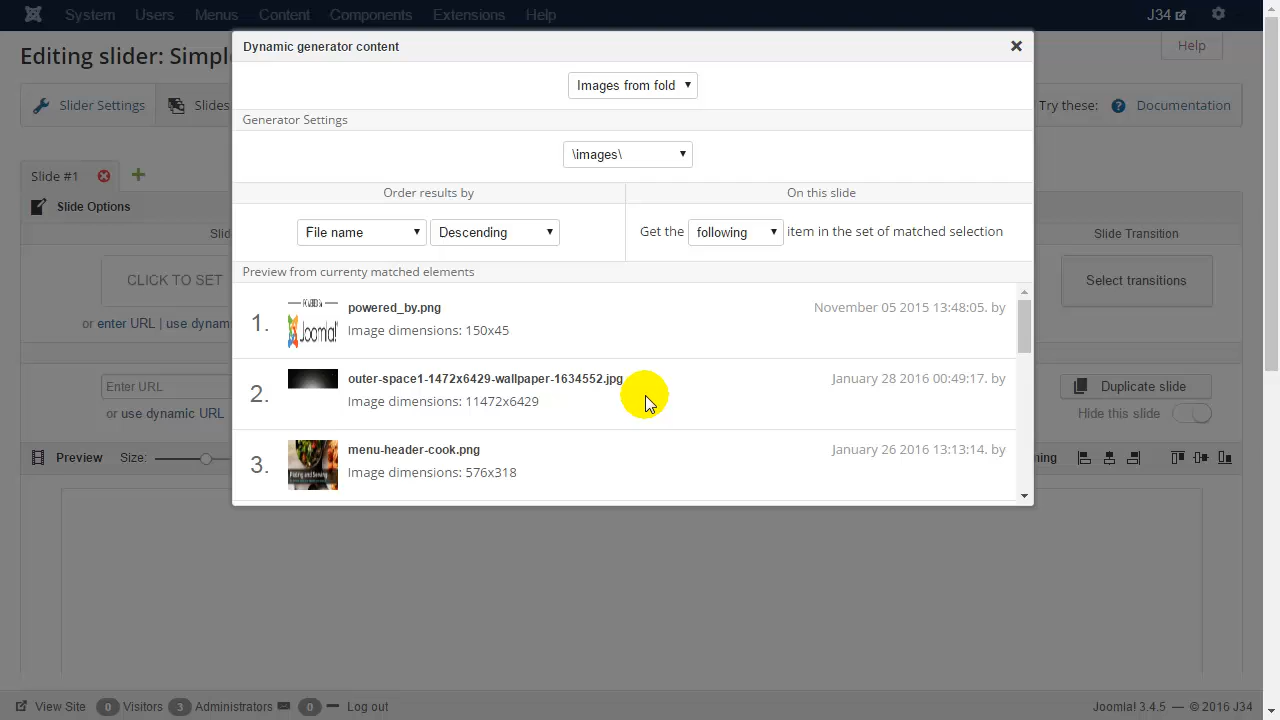 System Users Menus Content Components Extensions Help J34
Editing slider: Simpl
Help
Dynamic generator content
Images from fold
Slider Settings Slides Try these: Documentation
Generator Settings
\images\
Slide #1
Order results by On this slide
Slide Options
File name Descending Get the following item in the set of matched selection
Slid Slide Transition
Preview from currenty matched elements
CLICK TO SET Select transitions
1. powered_by.png November 05 2015 13:48:05. by
Image dimensions: 150x45
Joomla!
or enter URL | use dynam
2. outer-space1-1472x6429-wallpaper-1634552.jpg January 28 2016 00:49:17. by
Image dimensions: 11472x6429
Enter URL Duplicate slide
or use dynamic URL Hide this slide
3. menu-header-cook.png January 26 2016 13:13:14. by
Image dimensions: 576x318
Preview Size: ning
View Site 0 Visitors 3 Administrators 0 Log out Joomla! 3.4.5 — © 2016 J34